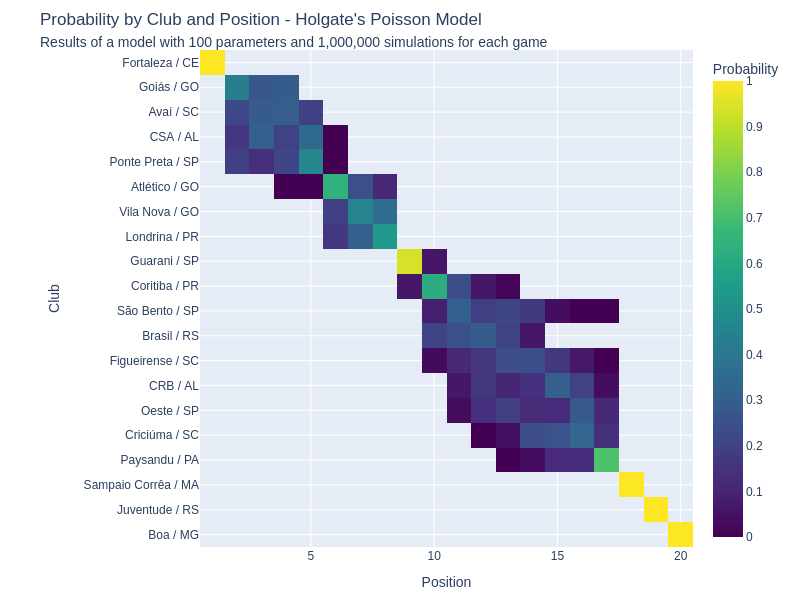 Probability by Club and Position - Holgate's Poisson Model
Results of a model with 100 parameters and 1,000,000 simulations for each game
Probability
Fortaleza / CE
Goiás / GO
Avaí / SC
CSA / AL
Ponte Preta / SP
Atlético / GO
Vila Nova / GO
Londrina / PR
Guarani / SP
Coritiba / PR
São Bento / SP
Brasil / RS
Figueirense / SC
CRB / AL
Oeste / SP
Criciúma / SC
Paysandu / PA
Sampaio Corrêa / MA
Juventude / RS
Boa / MG
Club
5
10
15
20
Position
1
0.9
0.8
0.7
0.6
0.5
0.4
0.3
0.2
0.1
0